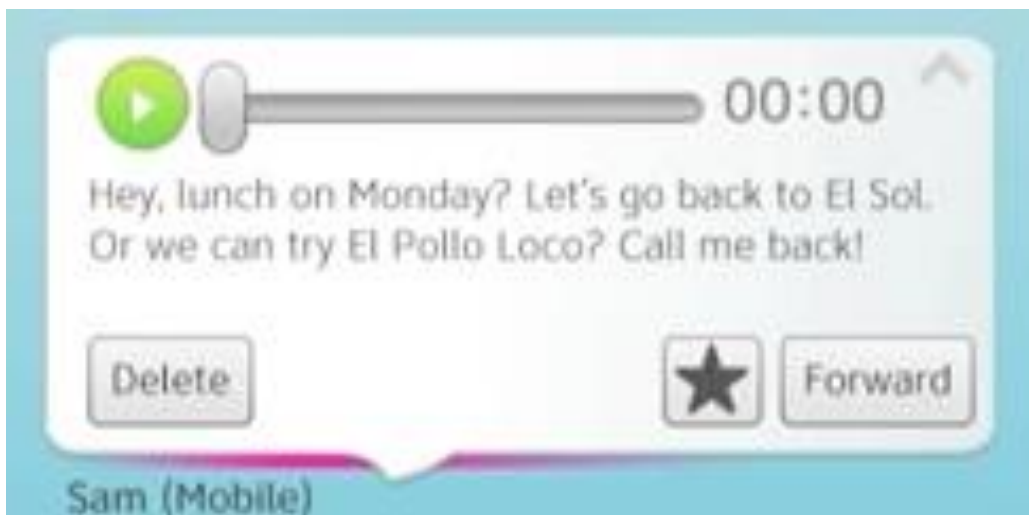 00:00
Hey, lunch on Monday? Let's go back to El Sol.
Or we can try El Pollo Loco? Call me back!
Delete
Forward
Sam (Mobile)